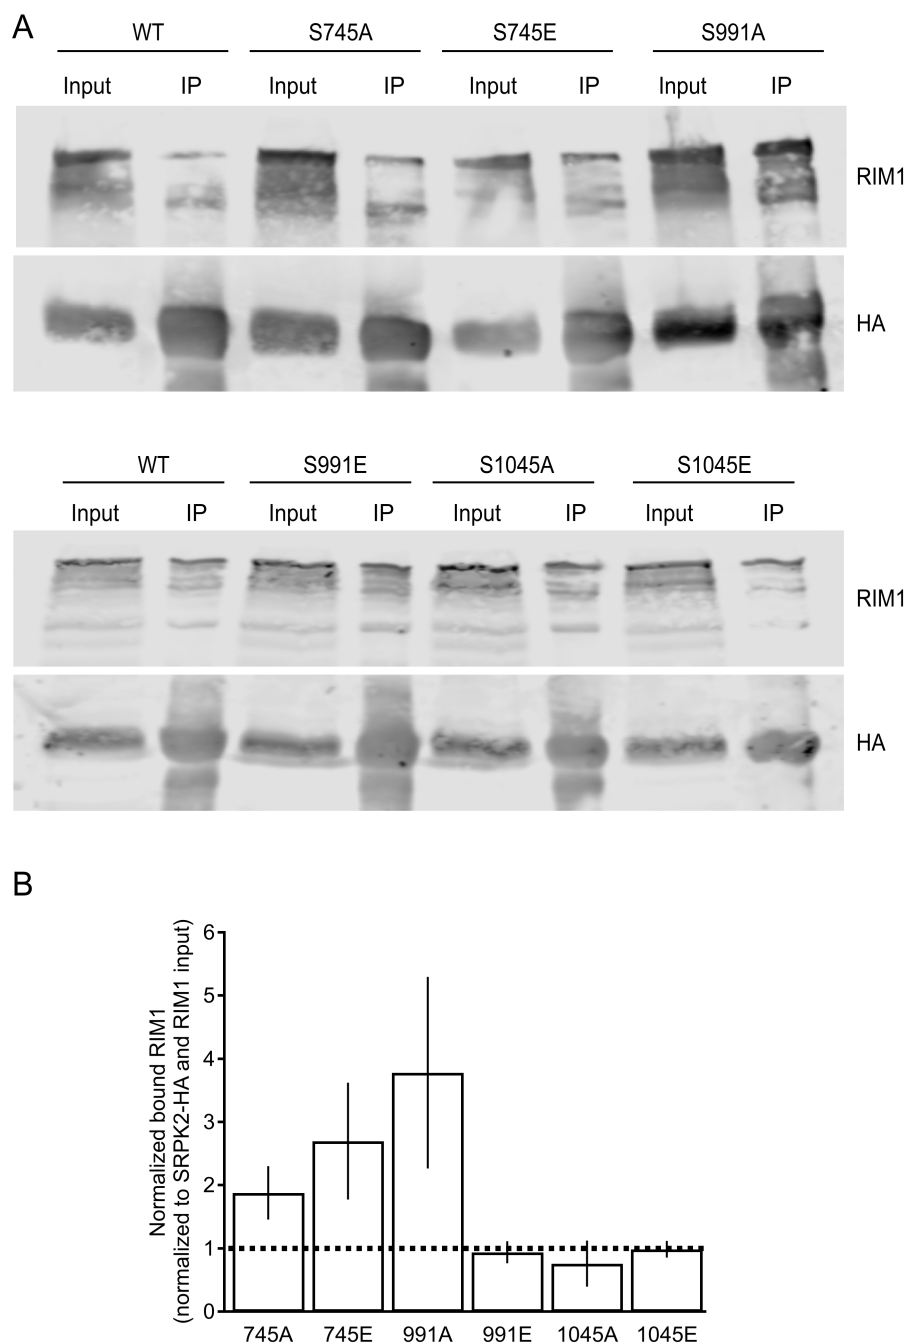 A
WT S745A S745E S991A
Input IP Input IP Input IP Input IP
RIM1
HA
WT S991E S1045A S1045E
Input IP Input IP Input IP Input IP
RIM1
HA
B
Normalized bound RIM1
(normalized to SRPK2-HA and RIM1 input)
6
5
4
3
2
1
0
745A 745E 991A 991E 1045A 1045E